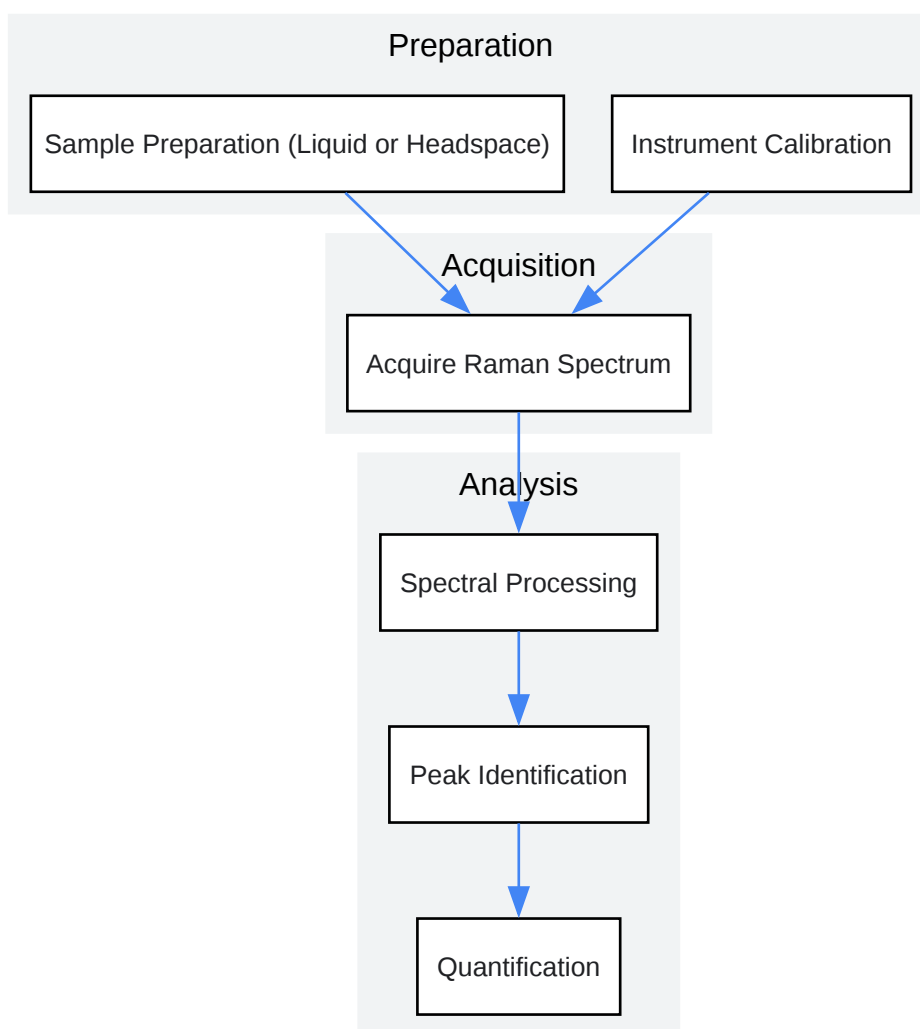 Preparation
Sample Preparation (Liquid or Headspace)
Instrument Calibration
Acquisition
Acquire Raman Spectrum
Analysis
Spectral Processing
Peak Identification
Quantification